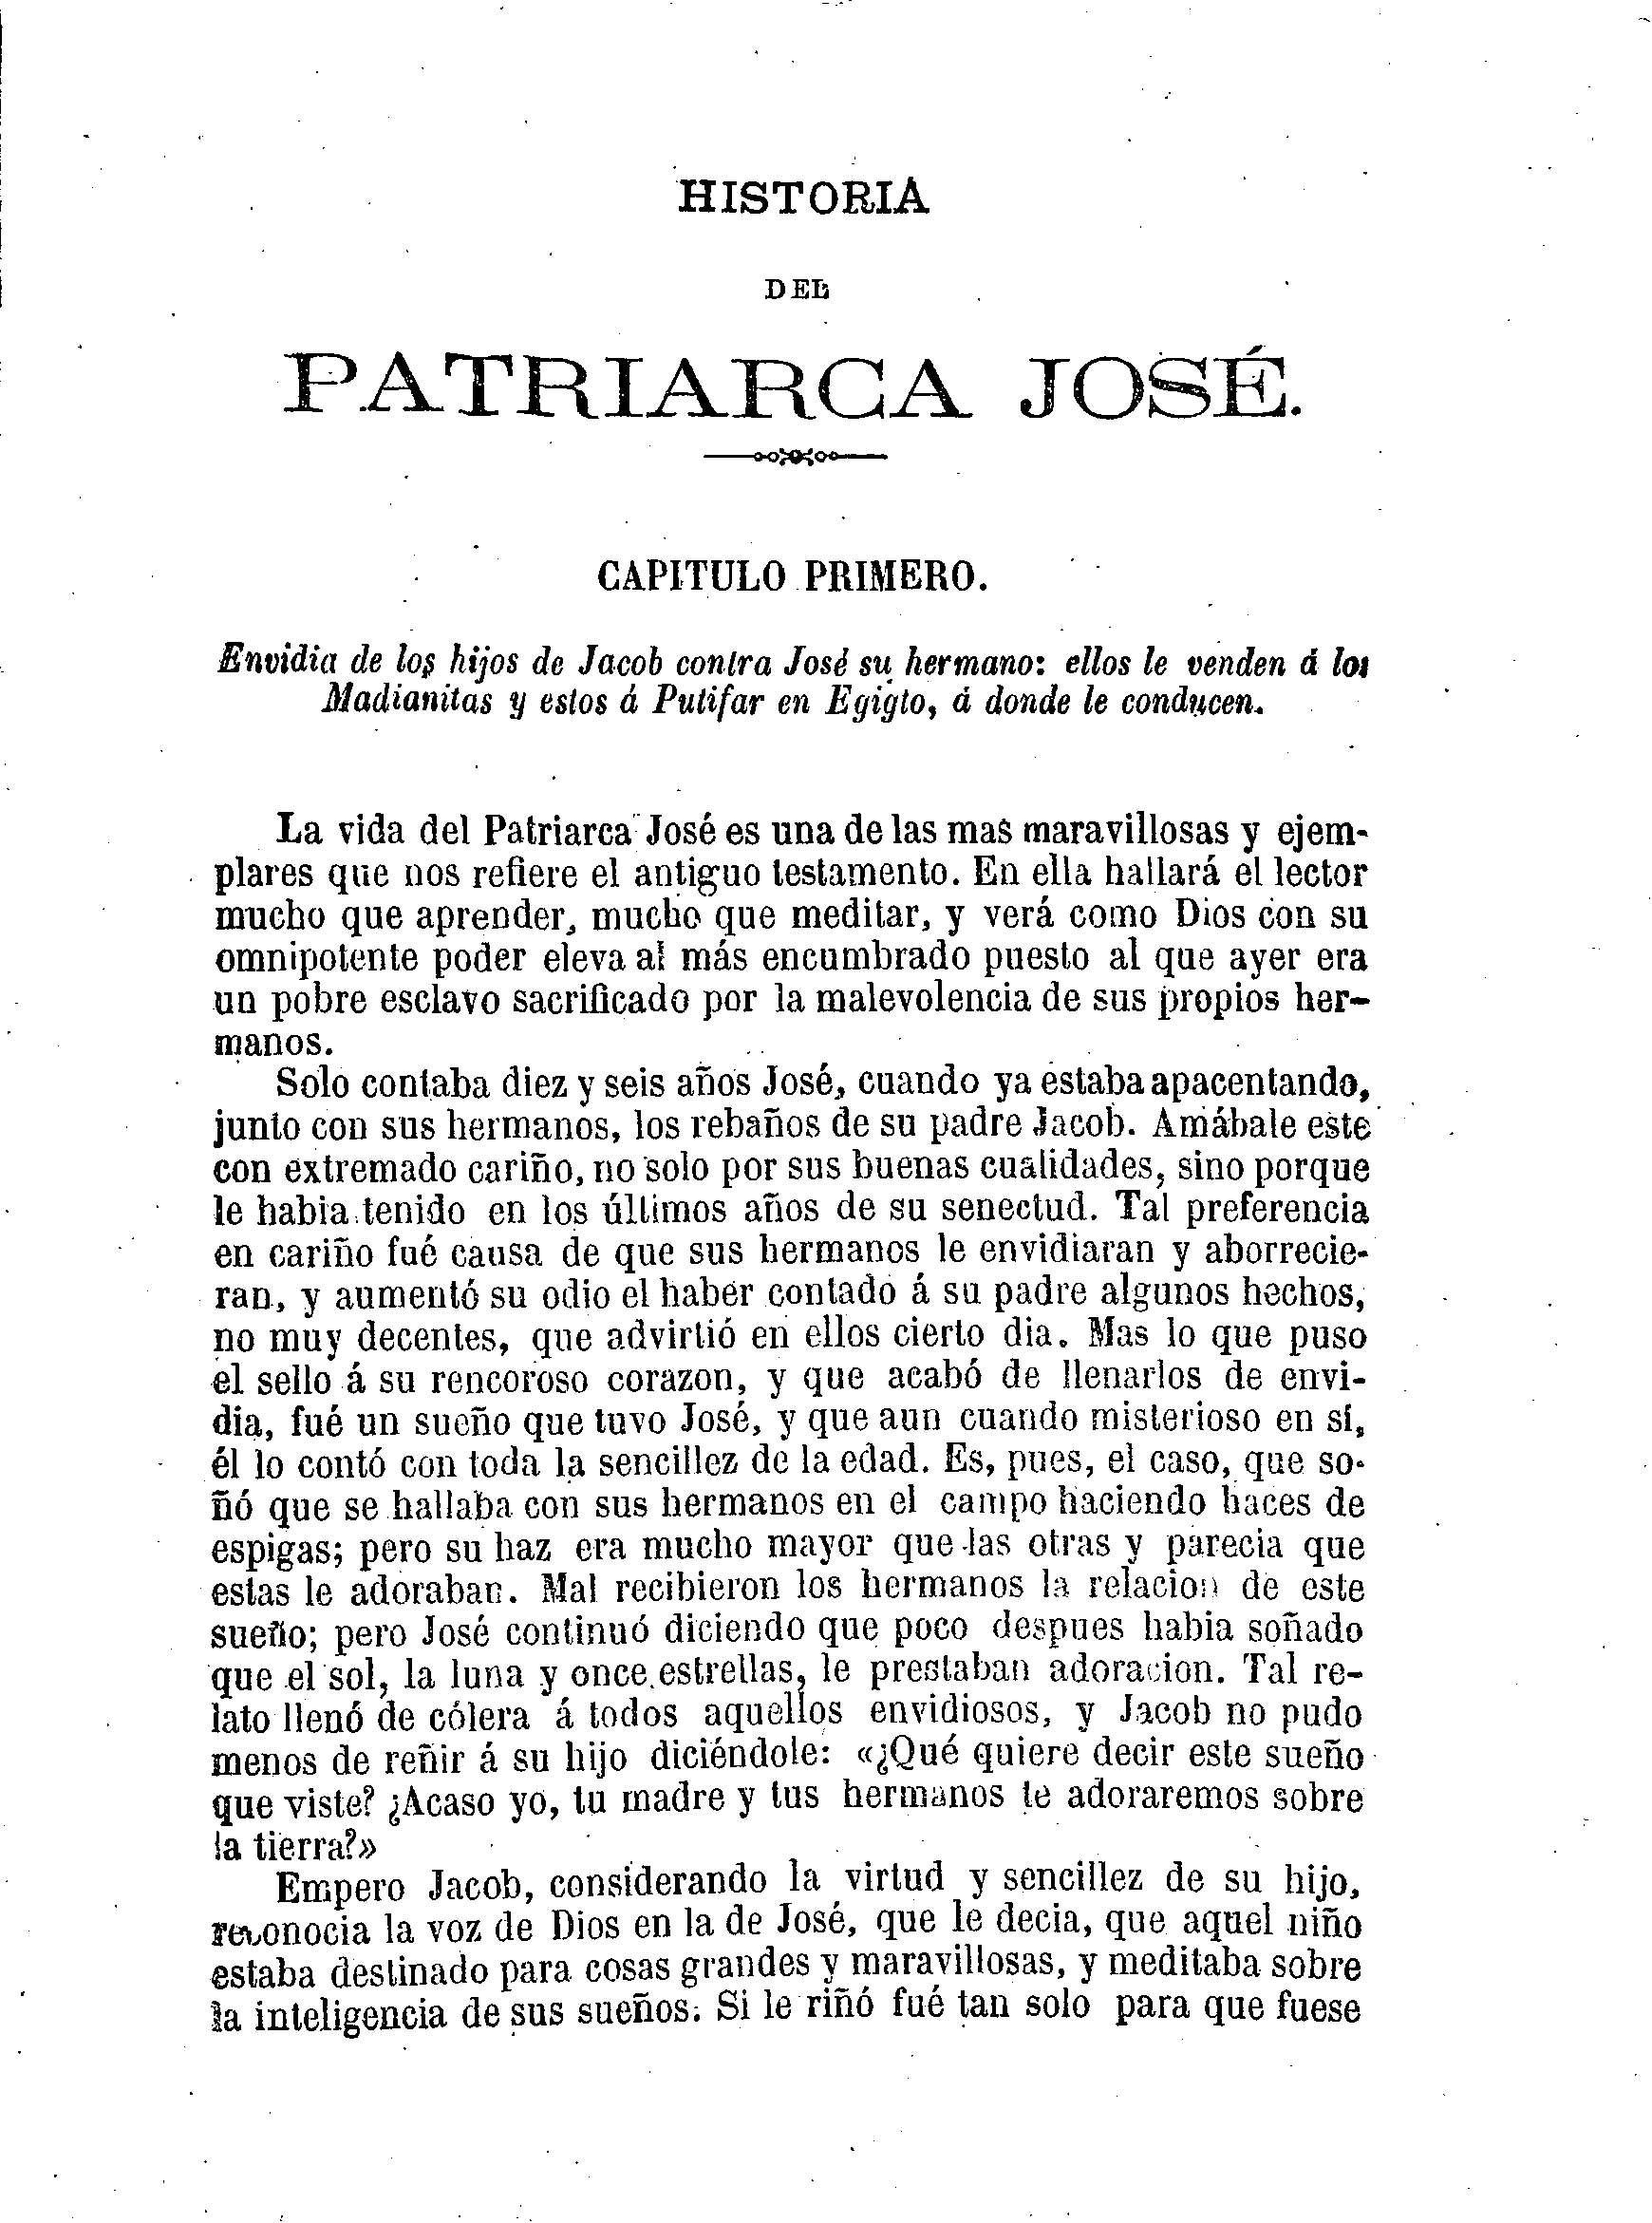 HISTORIA
DEL
PATRIARCA JOSÉ.
CAPITULO PRIMERO.
Envidia de los hijos de Jacob contra José su hermano: ellos le venden á los
Madianitas y estos á Putifar en Egigto, á donde le conducen.
La vida del Patriarca José es una de las mas maravillosas y ejem-
plares que nos refiere el antiguo testamento. En ella hallará el lector
mucho que aprender, mucho que meditar, y verá como Dios con su
omnipotente poder eleva al más encumbrado puesto al que ayer era
un pobre esclavo sacrificado por la malevolencia de sus propios her-
manos.
Solo contaba diez y seis años José, cuando ya estaba apacentando,
junto con sus hermanos, los rebaños de su padre Jacob. Amábale este
con extremado cariño, no solo por sus buenas cualidades, sino porque
le habia tenido en los últimos años de su senectud. Tal preferencia
en cariño fué causa de que sus hermanos le envidiaran y aborrecie-
ran, y aumentó su odio el haber contado á su padre algunos hechos,
no muy decentes, que advirtió en ellos cierto dia. Mas lo que puso
el sello á su rencoroso corazon, y que acabó de llenarlos de envi-
dia, fué un sueño que tuvo José, y que aun cuando misterioso en sí,
él lo contó con toda la sencillez de la edad. Es, pues, el caso, que so-
ñó que se hallaba con sus hermanos en el campo haciendo haces de
espigas; pero su haz era mucho mayor que las otras y parecia que
estas le adoraban. Mal recibieron los hermanos la relacion de este
sueño; pero José continuó diciendo que poco despues habia soñado
que el sol, la luna y once estrellas, le prestaban adoracion. Tal re-
lato llenó de cólera á todos aquellos envidiosos, y Jacob no pudo
menos de reñir á su hijo diciéndole: «¿Qué quiere decir este sueño
que viste? ¿Acaso yo, tu madre y tus hermanos te adoraremos sobre
la tierra?»
Empero Jacob, considerando la virtud y sencillez de su hijo,
reconocia la voz de Dios en la de José, que le decia, que aquel niño
estaba destinado para cosas grandes y maravillosas, y meditaba sobre
la inteligencia de sus sueños. Si le riñó fué tan solo para que fuese